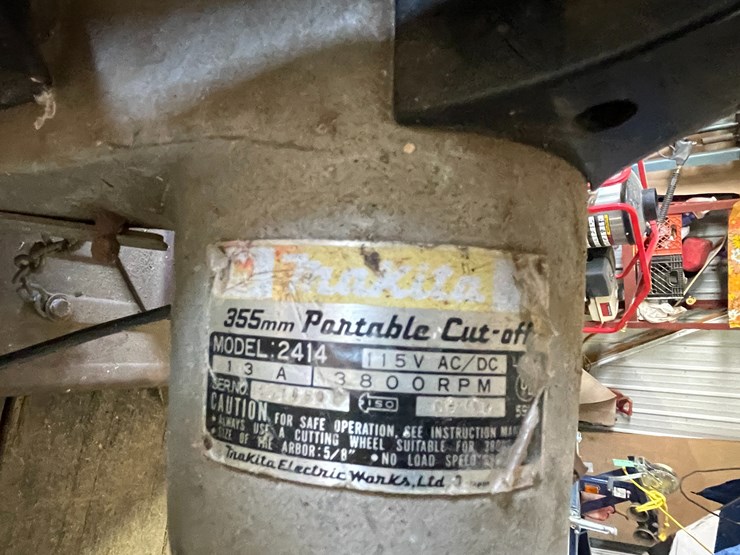 makita
355mm Portable Cut-off
MODEL:2414 115V AC/DC
13A 3800RPM
SER.NO. ISO
CAUTION FOR SAFE OPERATION, SEE INSTRUCTION
• ALWAYS USE A CUTTING WHEEL SUITABLE FOR
• SIZE OF THE ARBOR:5/8" • NO LOAD SPEED
Makita Electric Works, Ltd.